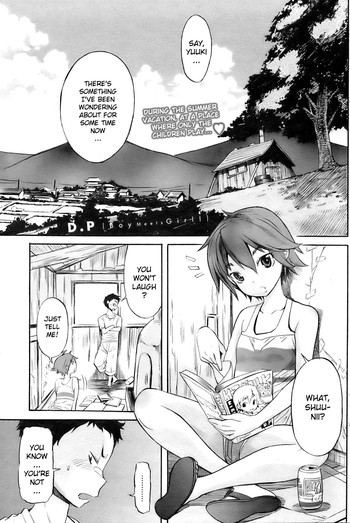 SAY,
YUUKI ...
THERE'S
SOMETHING
I'VE BEEN
WONDERING
ABOUT FOR
SOME TIME
NOW ...
DURING THE SUMMER
VACATION, AT A PLACE
WHERE ONLY THE
CHILDREN PLAY... ♡
D.P [Boy Meets Girl]
WHAT,
SHUU-
NII?
YOU
WON'T
LAUGH
?
JUST
TELL
ME!
YOU
KNOW
...
YOU'RE
NOT
...
........